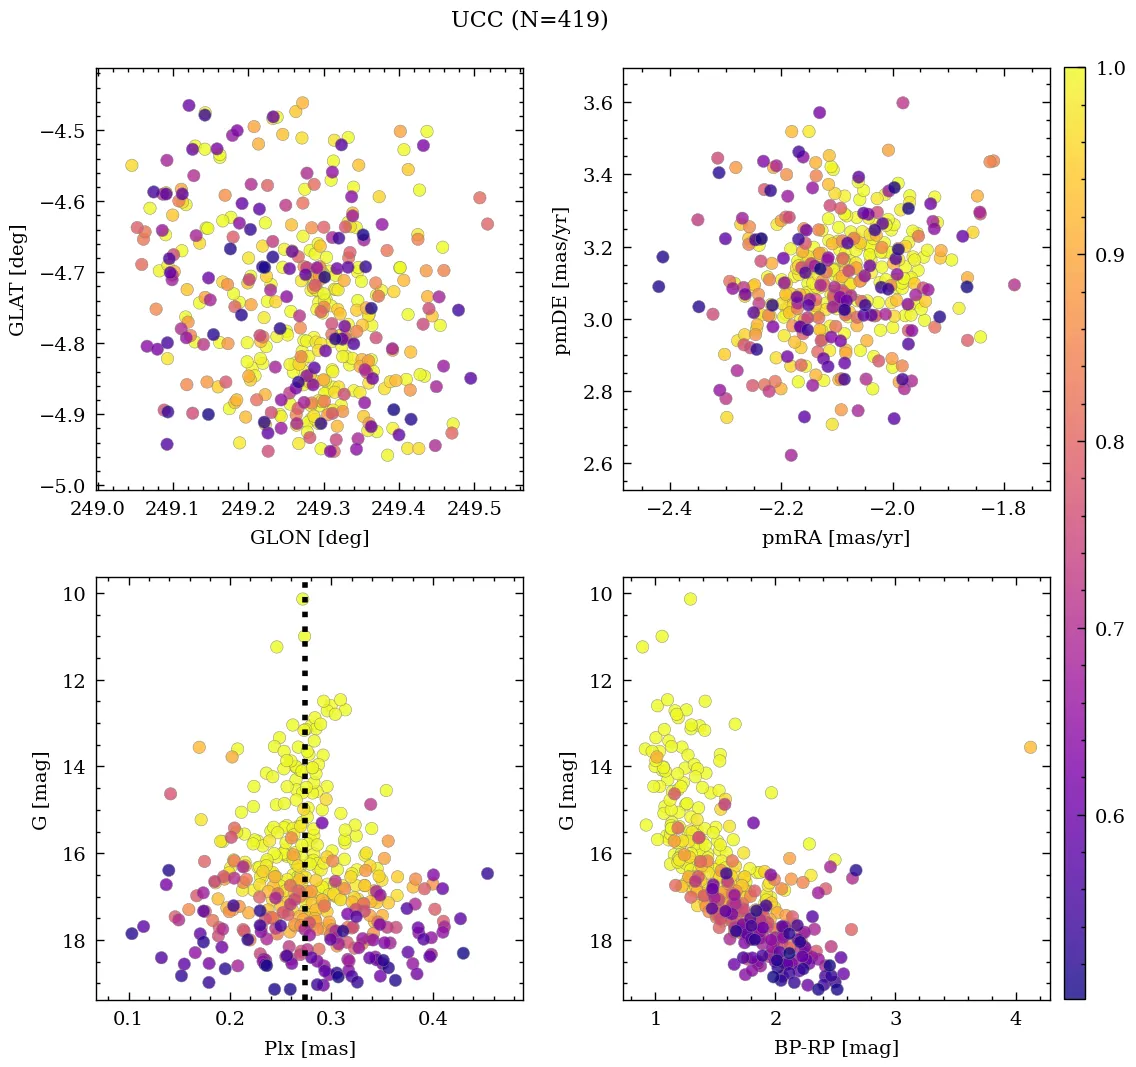 UCC (N=419)
−4.5
−4.6
−4.7
−4.8
−4.9
−5.0
GLAT [deg]
249.0 249.1 249.2 249.3 249.4 249.5
GLON [deg]
3.6
3.4
3.2
3.0
2.8
2.6
pmDE [mas/yr]
−2.4 −2.2 −2.0 −1.8
pmRA [mas/yr]
10
12
14
16
18
G [mag]
0.1 0.2 0.3 0.4
Plx [mas]
10
12
14
16
18
G [mag]
1 2 3 4
BP-RP [mag]
1.0
0.9
0.8
0.7
0.6